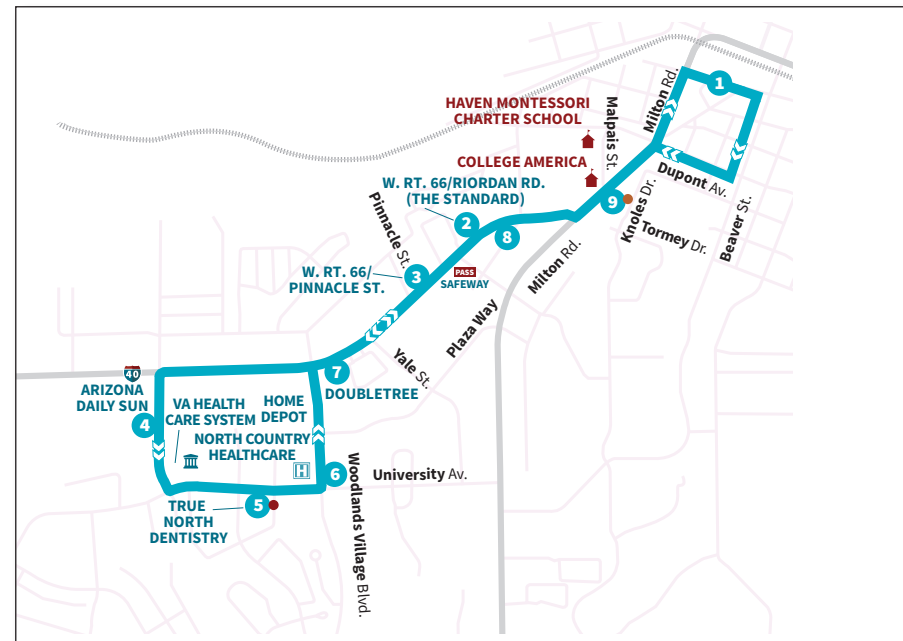 1
Milton Rd.
HAVEN MONTESSORI
CHARTER SCHOOL
Malpais St.
COLLEGE AMERICA
Dupont Av.
W. RT. 66/RIORDAN RD.
(THE STANDARD)
9
Knoles Dr.
Beaver St.
Pinnacle St.
2
8
Tormey Dr.
Milton Rd.
W. RT. 66/
PINNACLE ST.
3
PASS
SAFEWAY
Plaza Way
Yale St.
40
7
DOUBLETREE
ARIZONA
DAILY SUN
4
VA HEALTH
CARE SYSTEM
HOME
DEPOT
NORTH COUNTRY
HEALTHCARE
H
6
Woodlands Village Blvd.
University Av.
5
TRUE
NORTH
DENTISTRY